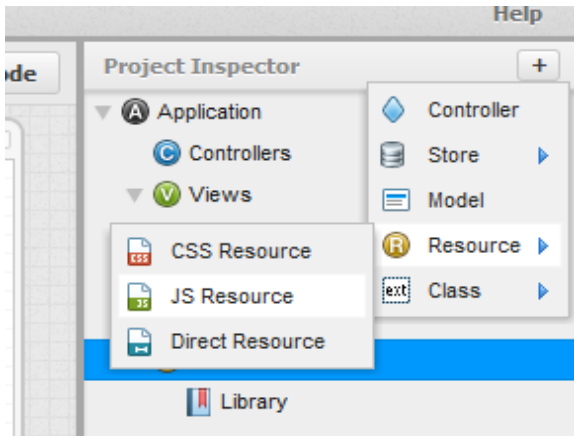 Help
ode
Project Inspector
+
Application
Controllers
Views
Controller
Store
Model
Resource
Class
CSS Resource
JS Resource
Direct Resource
Library